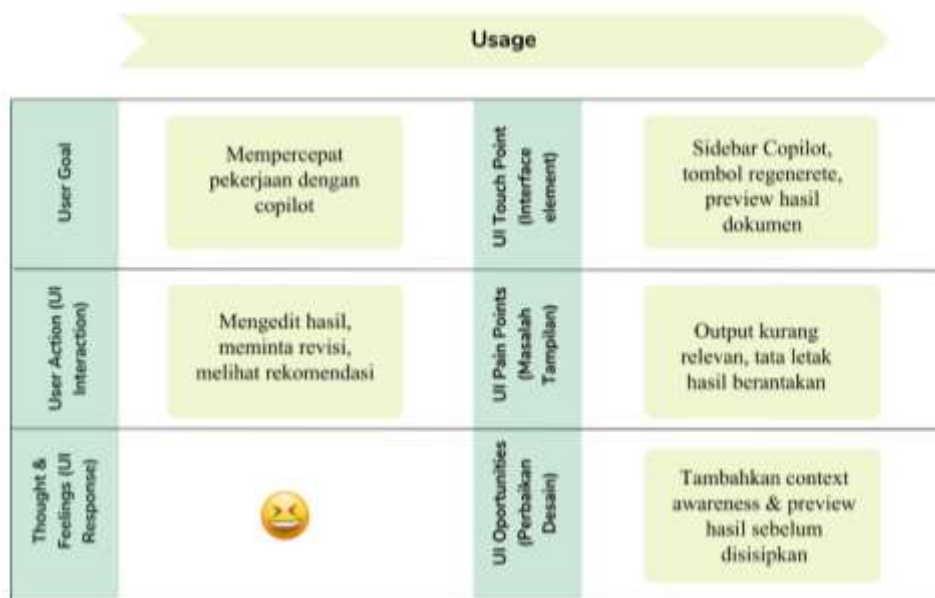 Usage
User Goal
Mempercepat
pekerjaan dengan
copilot
UI Touch Point
(Interface
element)
Sidebar Copilot,
tombol regenerete,
preview hasil
dokumen
User Action (UI
Interaction)
Mengedit hasil,
meminta revisi,
melihat rekomendasi
UI Pain Points
(Masalah
Tampilan)
Output kurang
relevan, tata letak
hasil berantakan
Thought &
Feelings (UI
Response)
UI Oportunities
(Perbaikan
Desain)
Tambahkan context
awareness & preview
hasil sebelum
disisipkan